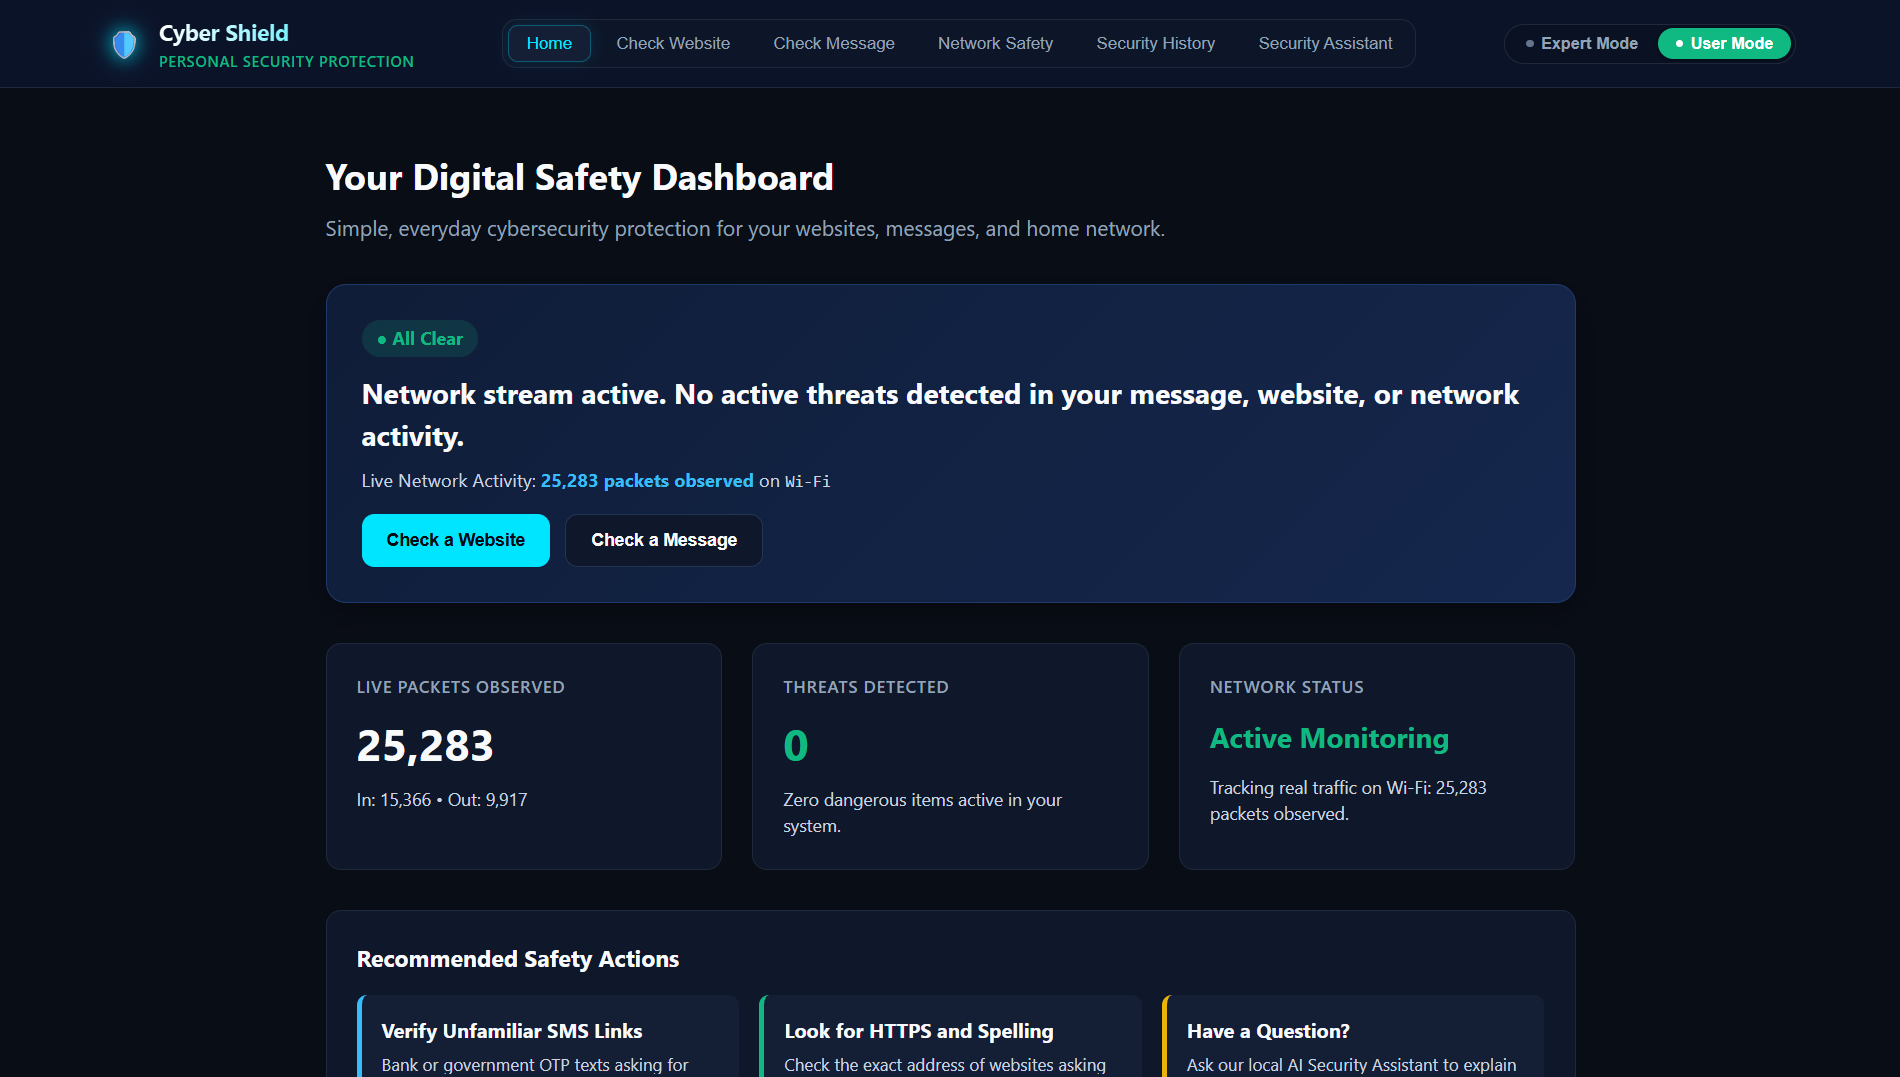 Cyber Shield
PERSONAL SECURITY PROTECTION
Home
Check Website
Check Message
Network Safety
Security History
Security Assistant
Expert Mode
User Mode
Your Digital Safety Dashboard
Simple, everyday cybersecurity protection for your websites, messages, and home network.
All Clear
Network stream active. No active threats detected in your message, website, or network
activity.
Live Network Activity: 25,283 packets observed on Wi-Fi
Check a Website
Check a Message
LIVE PACKETS OBSERVED
25,283
In: 15,366 • Out: 9,917
THREATS DETECTED
0
Zero dangerous items active in your
system.
NETWORK STATUS
Active Monitoring
Tracking real traffic on Wi-Fi: 25,283
packets observed.
Recommended Safety Actions
Verify Unfamiliar SMS Links
Bank or government OTP texts asking for
Look for HTTPS and Spelling
Check the exact address of websites asking
Have a Question?
Ask our local AI Security Assistant to explain